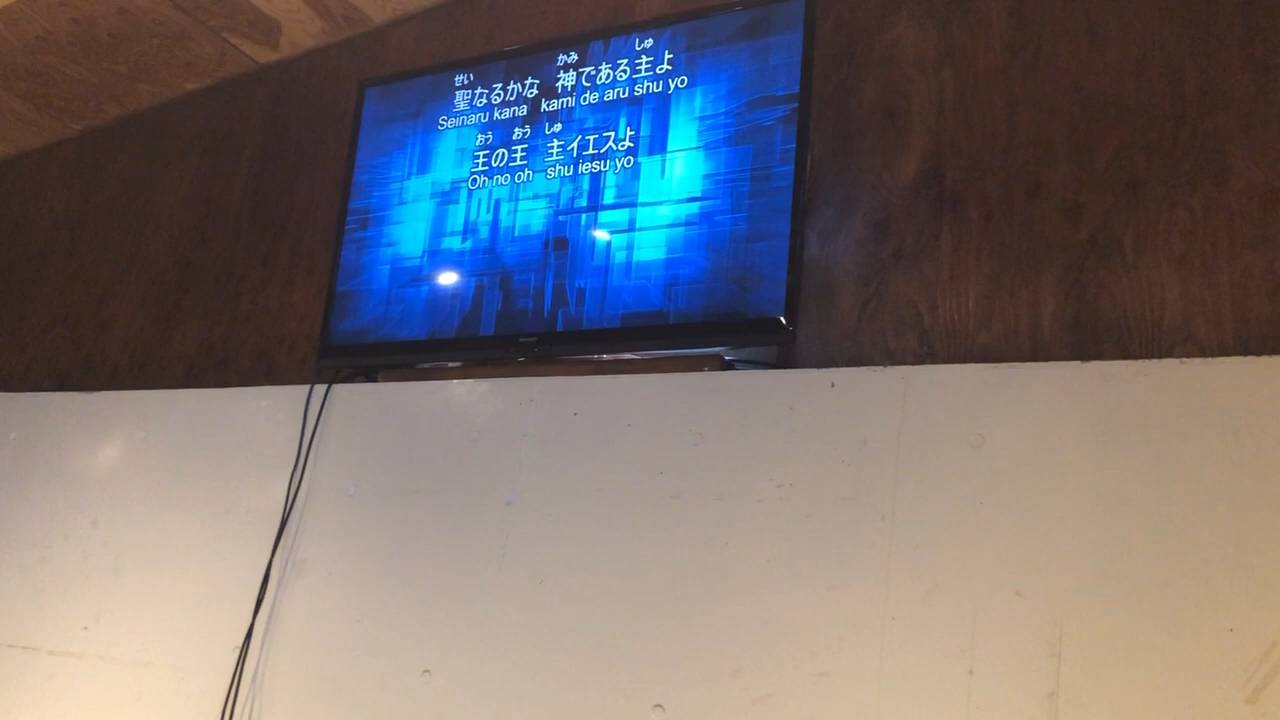 せい かみ しゅ
聖なるかな 神である主よ
Seinaru kana kami de aru shu yo
おう おう しゅ
王の王 主イエスよ
Oh no oh shu iesu yo